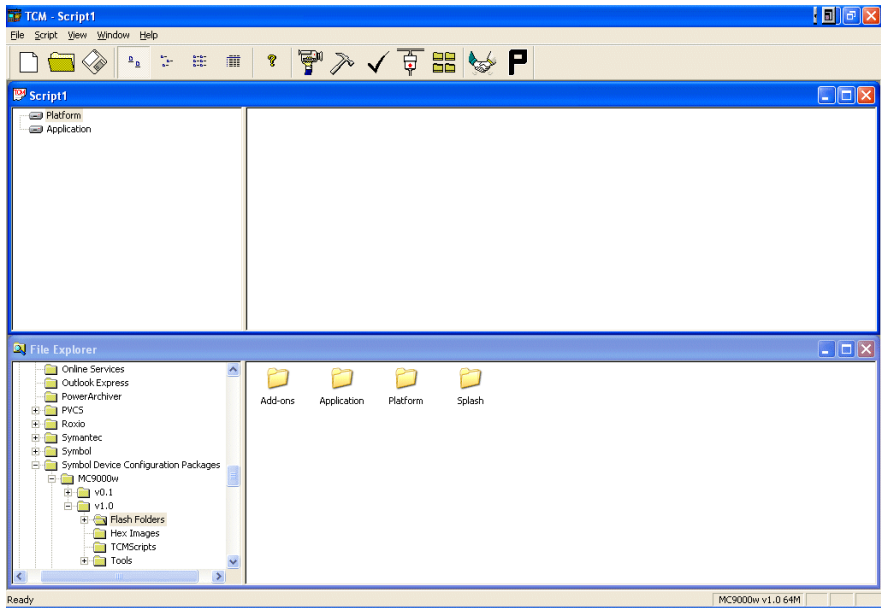 TCM - Script1
File Script View Window Help
Script1
Platform
Application
File Explorer
Online Services
Outlook Express
PowerArchiver
PVCS
Roxio
Symantec
Symbol
Symbol Device Configuration Packages
MC9000w
v0.1
v1.0
Flash Folders
Hex Images
TCMScripts
Tools
Add-ons Application Platform Splash
Ready MC9000w v1.0 64M